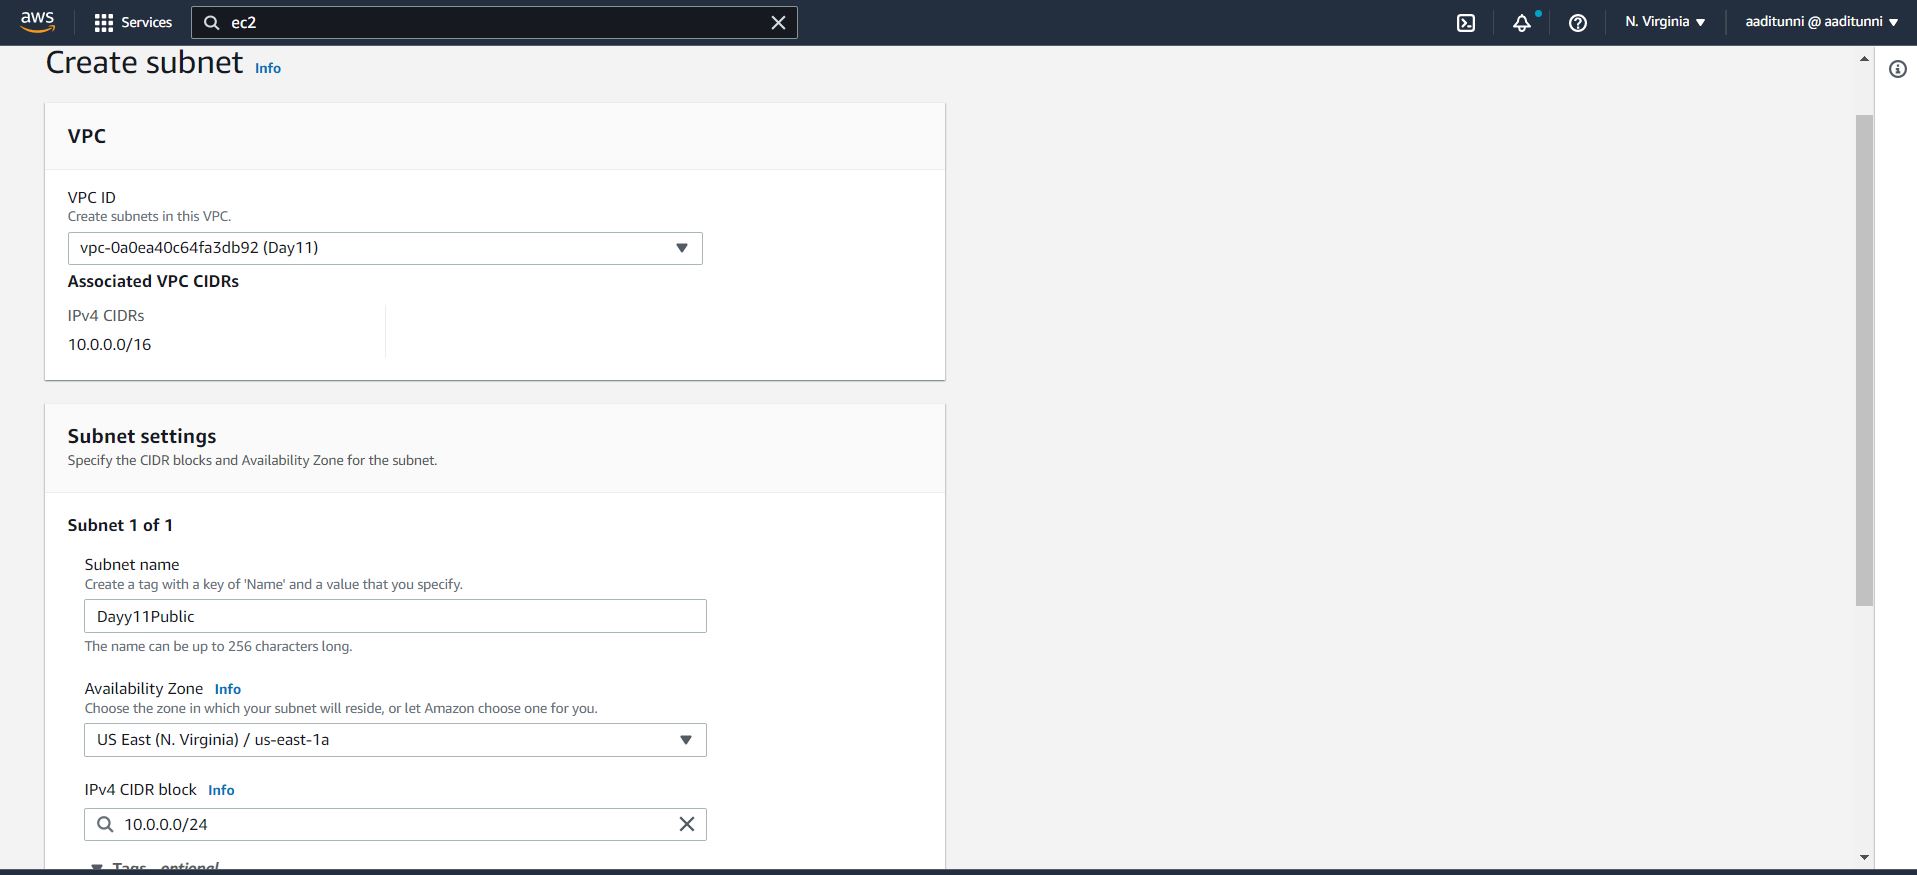 aws Services ec2 N. Virginia aaditunni @ aaditunni
Create subnet Info
VPC
VPC ID
Create subnets in this VPC.
vpc-0a0ea40c64fa3db92 (Day11)
Associated VPC CIDRs
IPv4 CIDRs
10.0.0.0/16
Subnet settings
Specify the CIDR blocks and Availability Zone for the subnet.
Subnet 1 of 1
Subnet name
Create a tag with a key of 'Name' and a value that you specify.
Dayy11Public
The name can be up to 256 characters long.
Availability Zone Info
Choose the zone in which your subnet will reside, or let Amazon choose one for you.
US East (N. Virginia) / us-east-1a
IPv4 CIDR block Info
10.0.0.0/24
Tags - optional